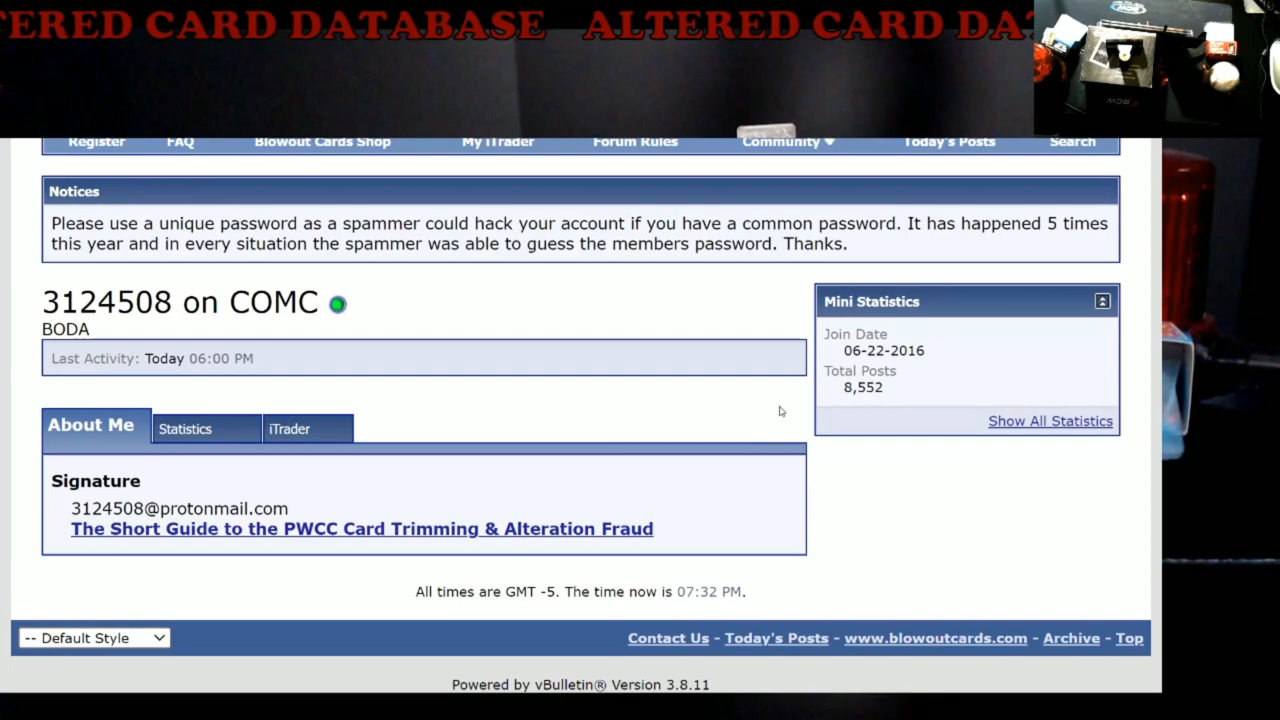 ERED CARD DATABASE ALTERED CARD DA
Register FAQ Blowout Cards Shop My iTrader Forum Rules Community Today's Posts Search
Notices
Please use a unique password as a spammer could hack your account if you have a common password. It has happened 5 times
this year and in every situation the spammer was able to guess the members password. Thanks.
3124508 on COMC
BODA
Last Activity: Today 06:00 PM
Mini Statistics
Join Date
06-22-2016
Total Posts
8,552
Show All Statistics
About Me Statistics iTrader
Signature
3124508@protonmail.com
The Short Guide to the PWCC Card Trimming & Alteration Fraud
All times are GMT -5. The time now is 07:32 PM.
-- Default Style
Contact Us - Today's Posts - www.blowoutcards.com - Archive - Top
Powered by vBulletin® Version 3.8.11